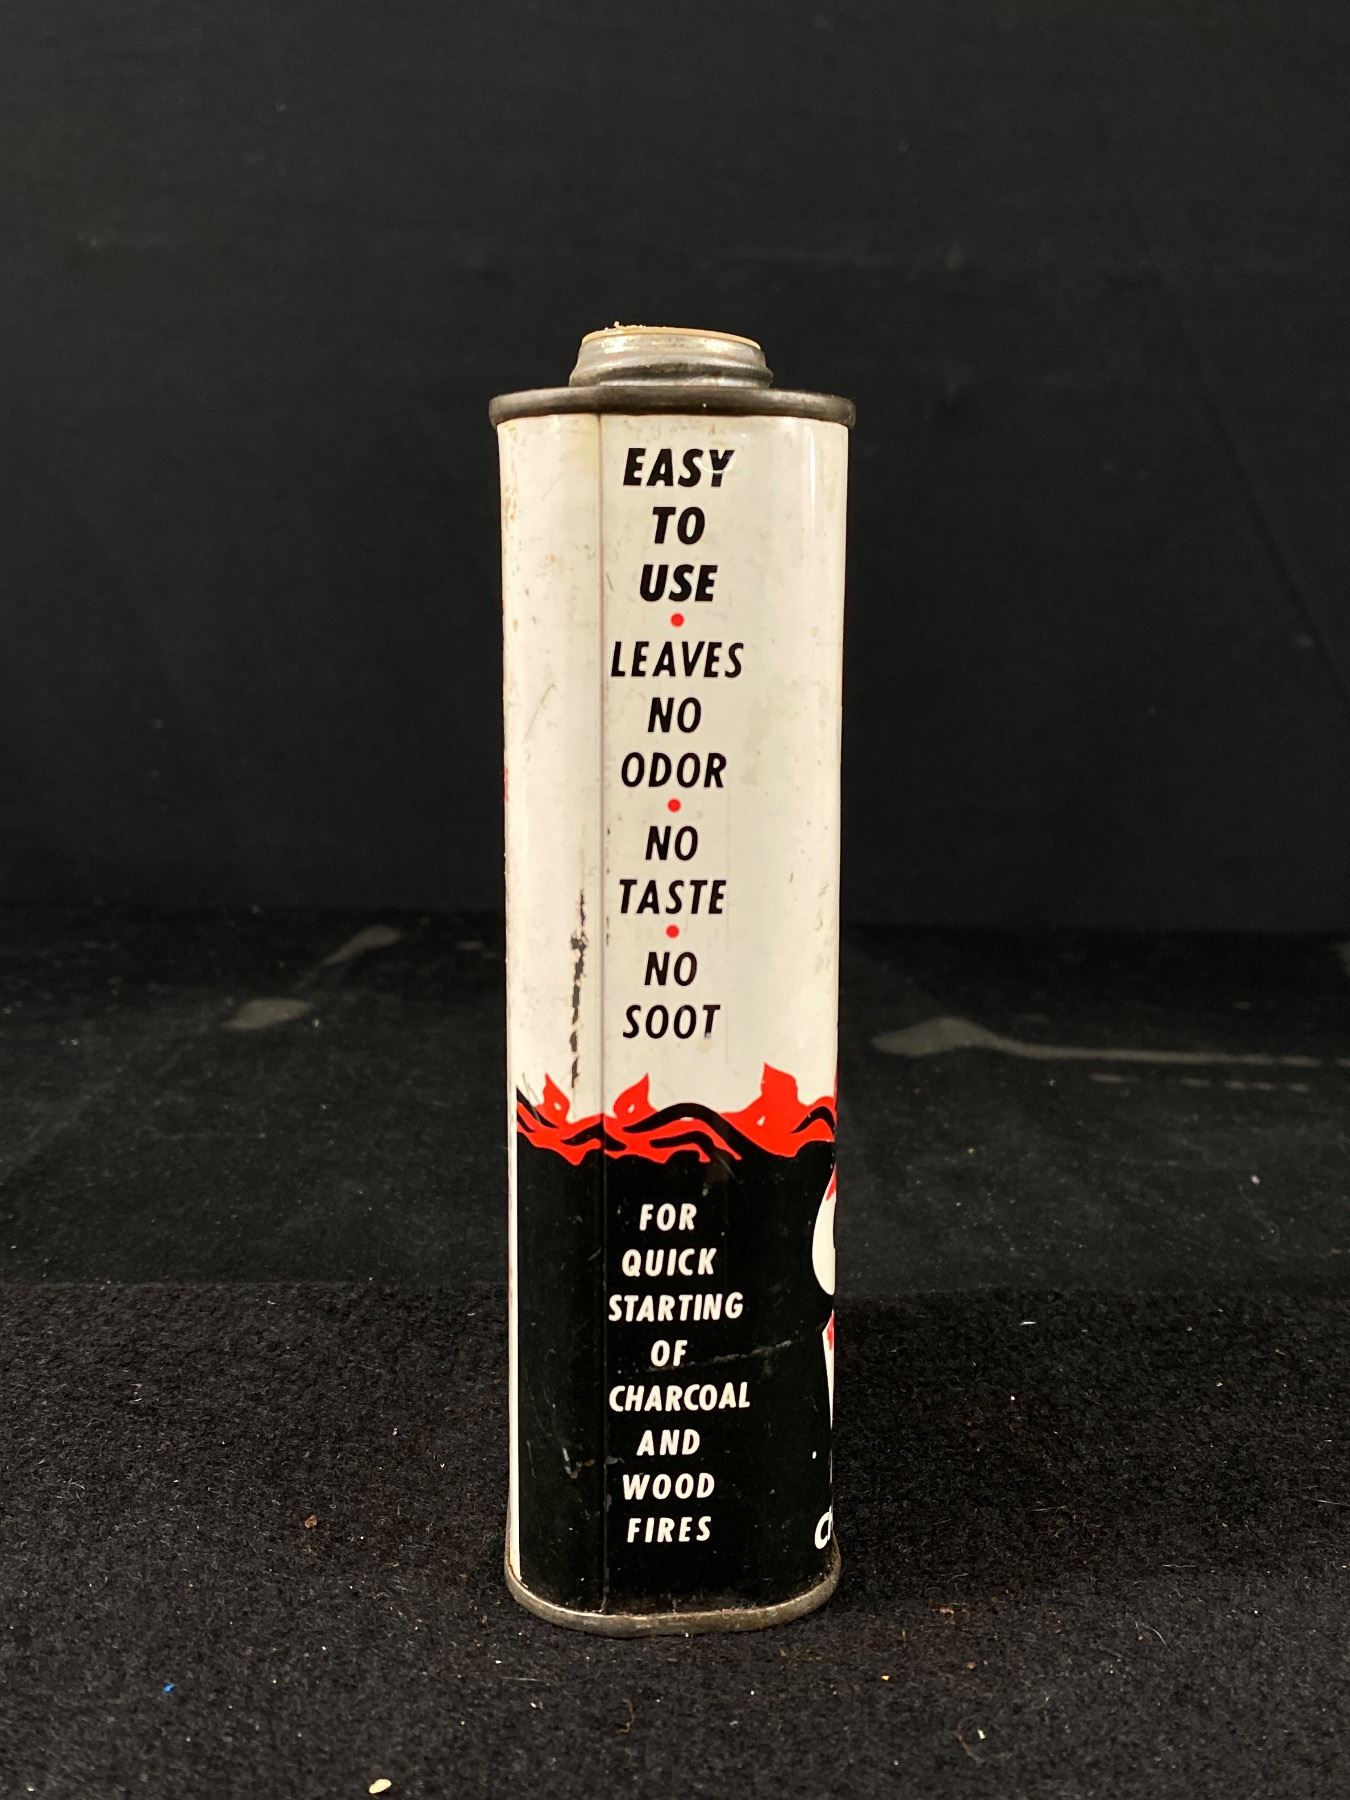 EASY
TO
USE
LEAVES
NO
ODOR
NO
TASTE
NO
SOOT
FOR
QUICK
STARTING
OF
CHARCOAL
AND
WOOD
FIRES